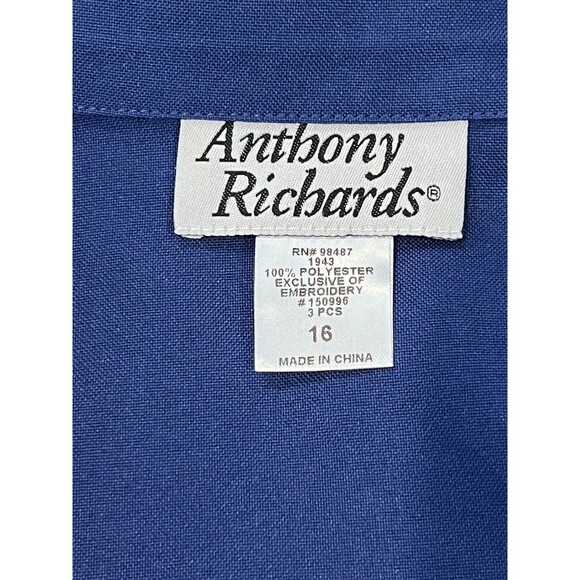 Anthony
Richards®
RN# 98487
1943
100% POLYESTER
EXCLUSIVE OF
EMBROIDERY
# 150996
3 PCS
16
MADE IN CHINA